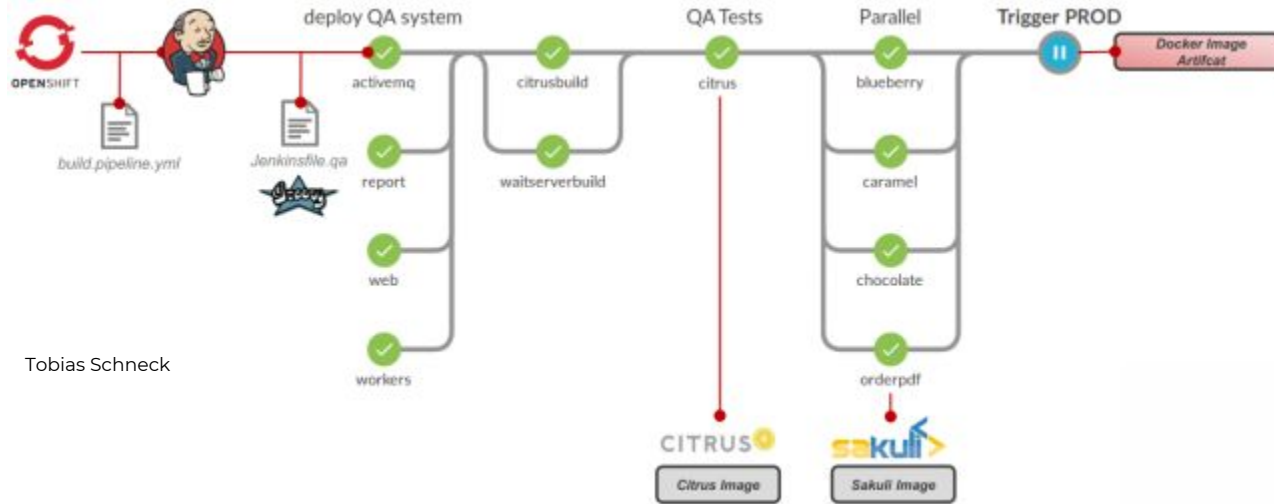 deploy QA system
QA Tests
Parallel
Trigger PROD
OPENSHIFT
Docker Image
Artifcat
activemq
citrusbuild
citrus
blueberry
build.pipeline.yml
Jenkinsfile.qa
Groovy
report
waitserverbuild
caramel
web
chocolate
Tobias Schneck
workers
orderpdf
CITRUS
sakuli
Citrus Image
Sakuli Image